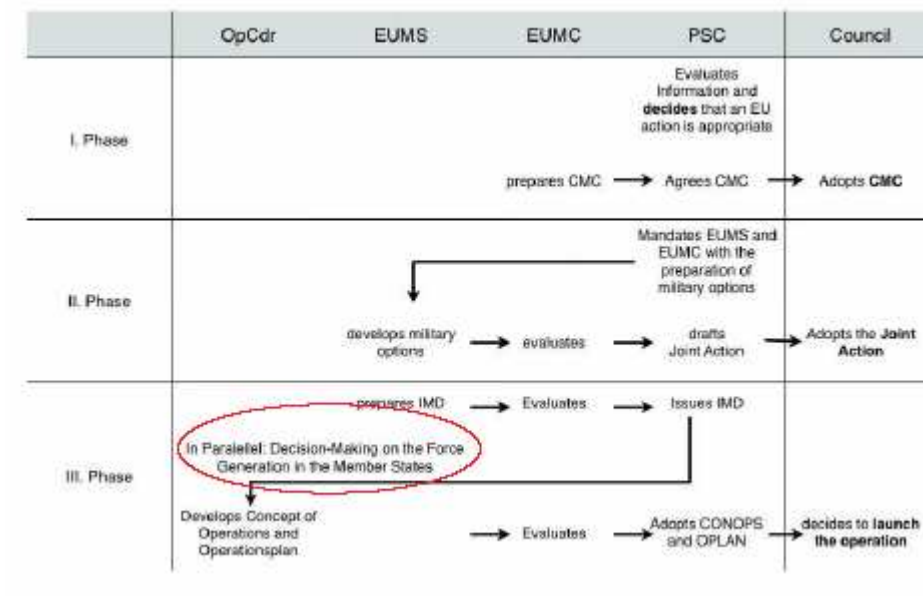 OpCdr EUMS EUMC PSC Council
Evaluates
Information and
decides that an EU
action is appropriate
I. Phase
prepares CMC Agrees CMC Adopts CMC
Mandates EUMS and
EUMC with the
preparation of
military options
II. Phase
develops military
options
evaluates
drafts
Joint Action
Adopts the Joint
Action
prepares IMD Evaluates Issues IMD
In Paralellel: Decision-Making on the Force
Generation in the Member States
III. Phase
Develops Concept of
Operations and
Operationsplan
Evaluates
Adopts CONOPS
and OPLAN
decides to launch
the operation